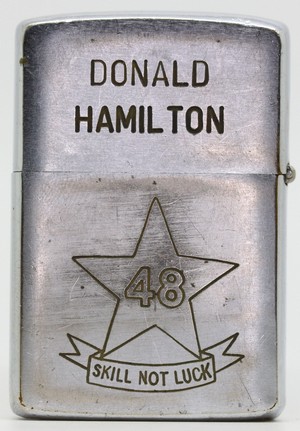 DONALD
HAMILTON
48
SKILL NOT LUCK